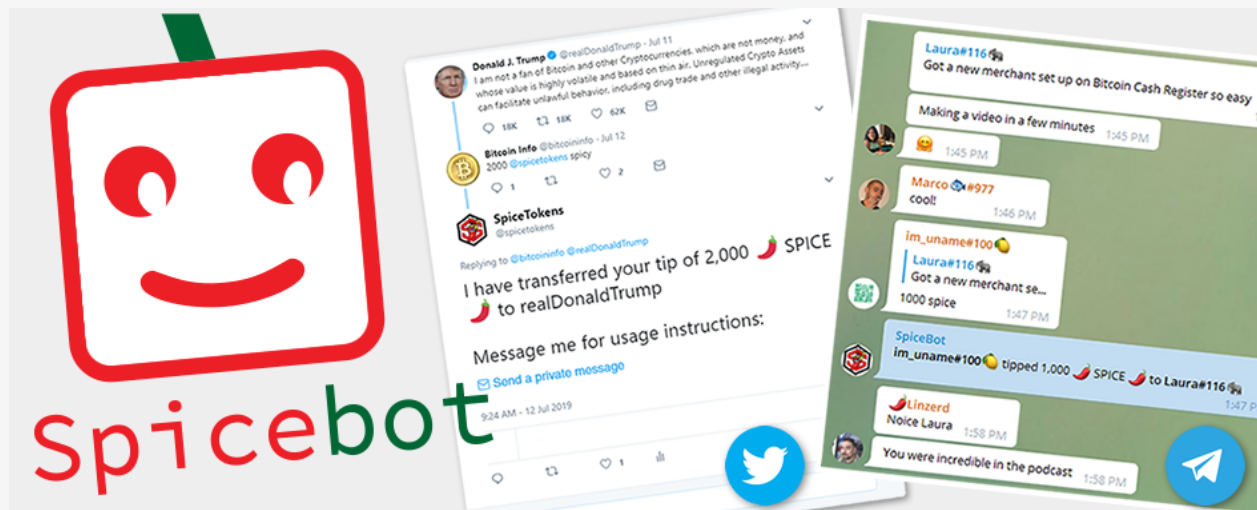 Spicebot
Donald J. Trump @realDonaldTrump · Jul 11
I am not a fan of Bitcoin and other Cryptocurrencies, which are not money, and
whose value is highly volatile and based on thin air. Unregulated Crypto Assets
can facilitate unlawful behavior, including drug trade and other illegal activity....
18K 18K 62K
Bitcoin Info @bitcoininfo · Jul 12
2000 @spicetokens spicy
1 2
SpiceTokens
@spicetokens
Replying to @bitcoininfo @realDonaldTrump
I have transferred your tip of 2,000 🌶️ SPICE
🌶️ to realDonaldTrump
Message me for usage instructions:
Send a private message
9:24 AM - 12 Jul 2019
1
Laura#116
Got a new merchant set up on Bitcoin Cash Register so easy
Making a video in a few minutes 1:45 PM
🤗 1:45 PM
Marco🐟#977
cool!
1:46 PM
im_uname#100🍋
Laura#116
Got a new merchant se...
1000 spice
1:47 PM
SpiceBot
im_uname#100🍋 tipped 1,000 🌶️ SPICE 🌶️ to Laura#116
1:47 P
🌶️Linzerd
Noice Laura 1:58 PM
You were incredible in the podcast 1:58 PM